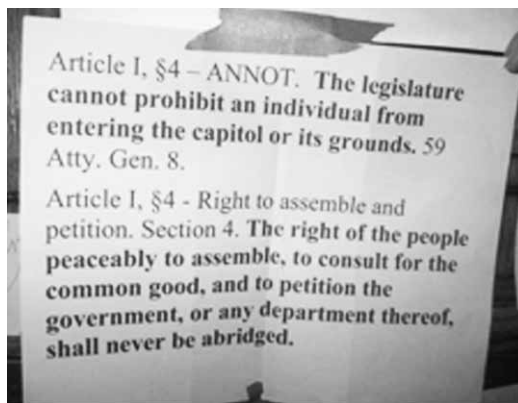 Article I, §4 – ANNOT. The legislature
cannot prohibit an individual from
entering the capitol or its grounds. 59
Atty. Gen. 8.
Article I, §4 - Right to assemble and
petition. Section 4. The right of the people
peaceably to assemble, to consult for the
common good, and to petition the
government, or any department thereof,
shall never be abridged.